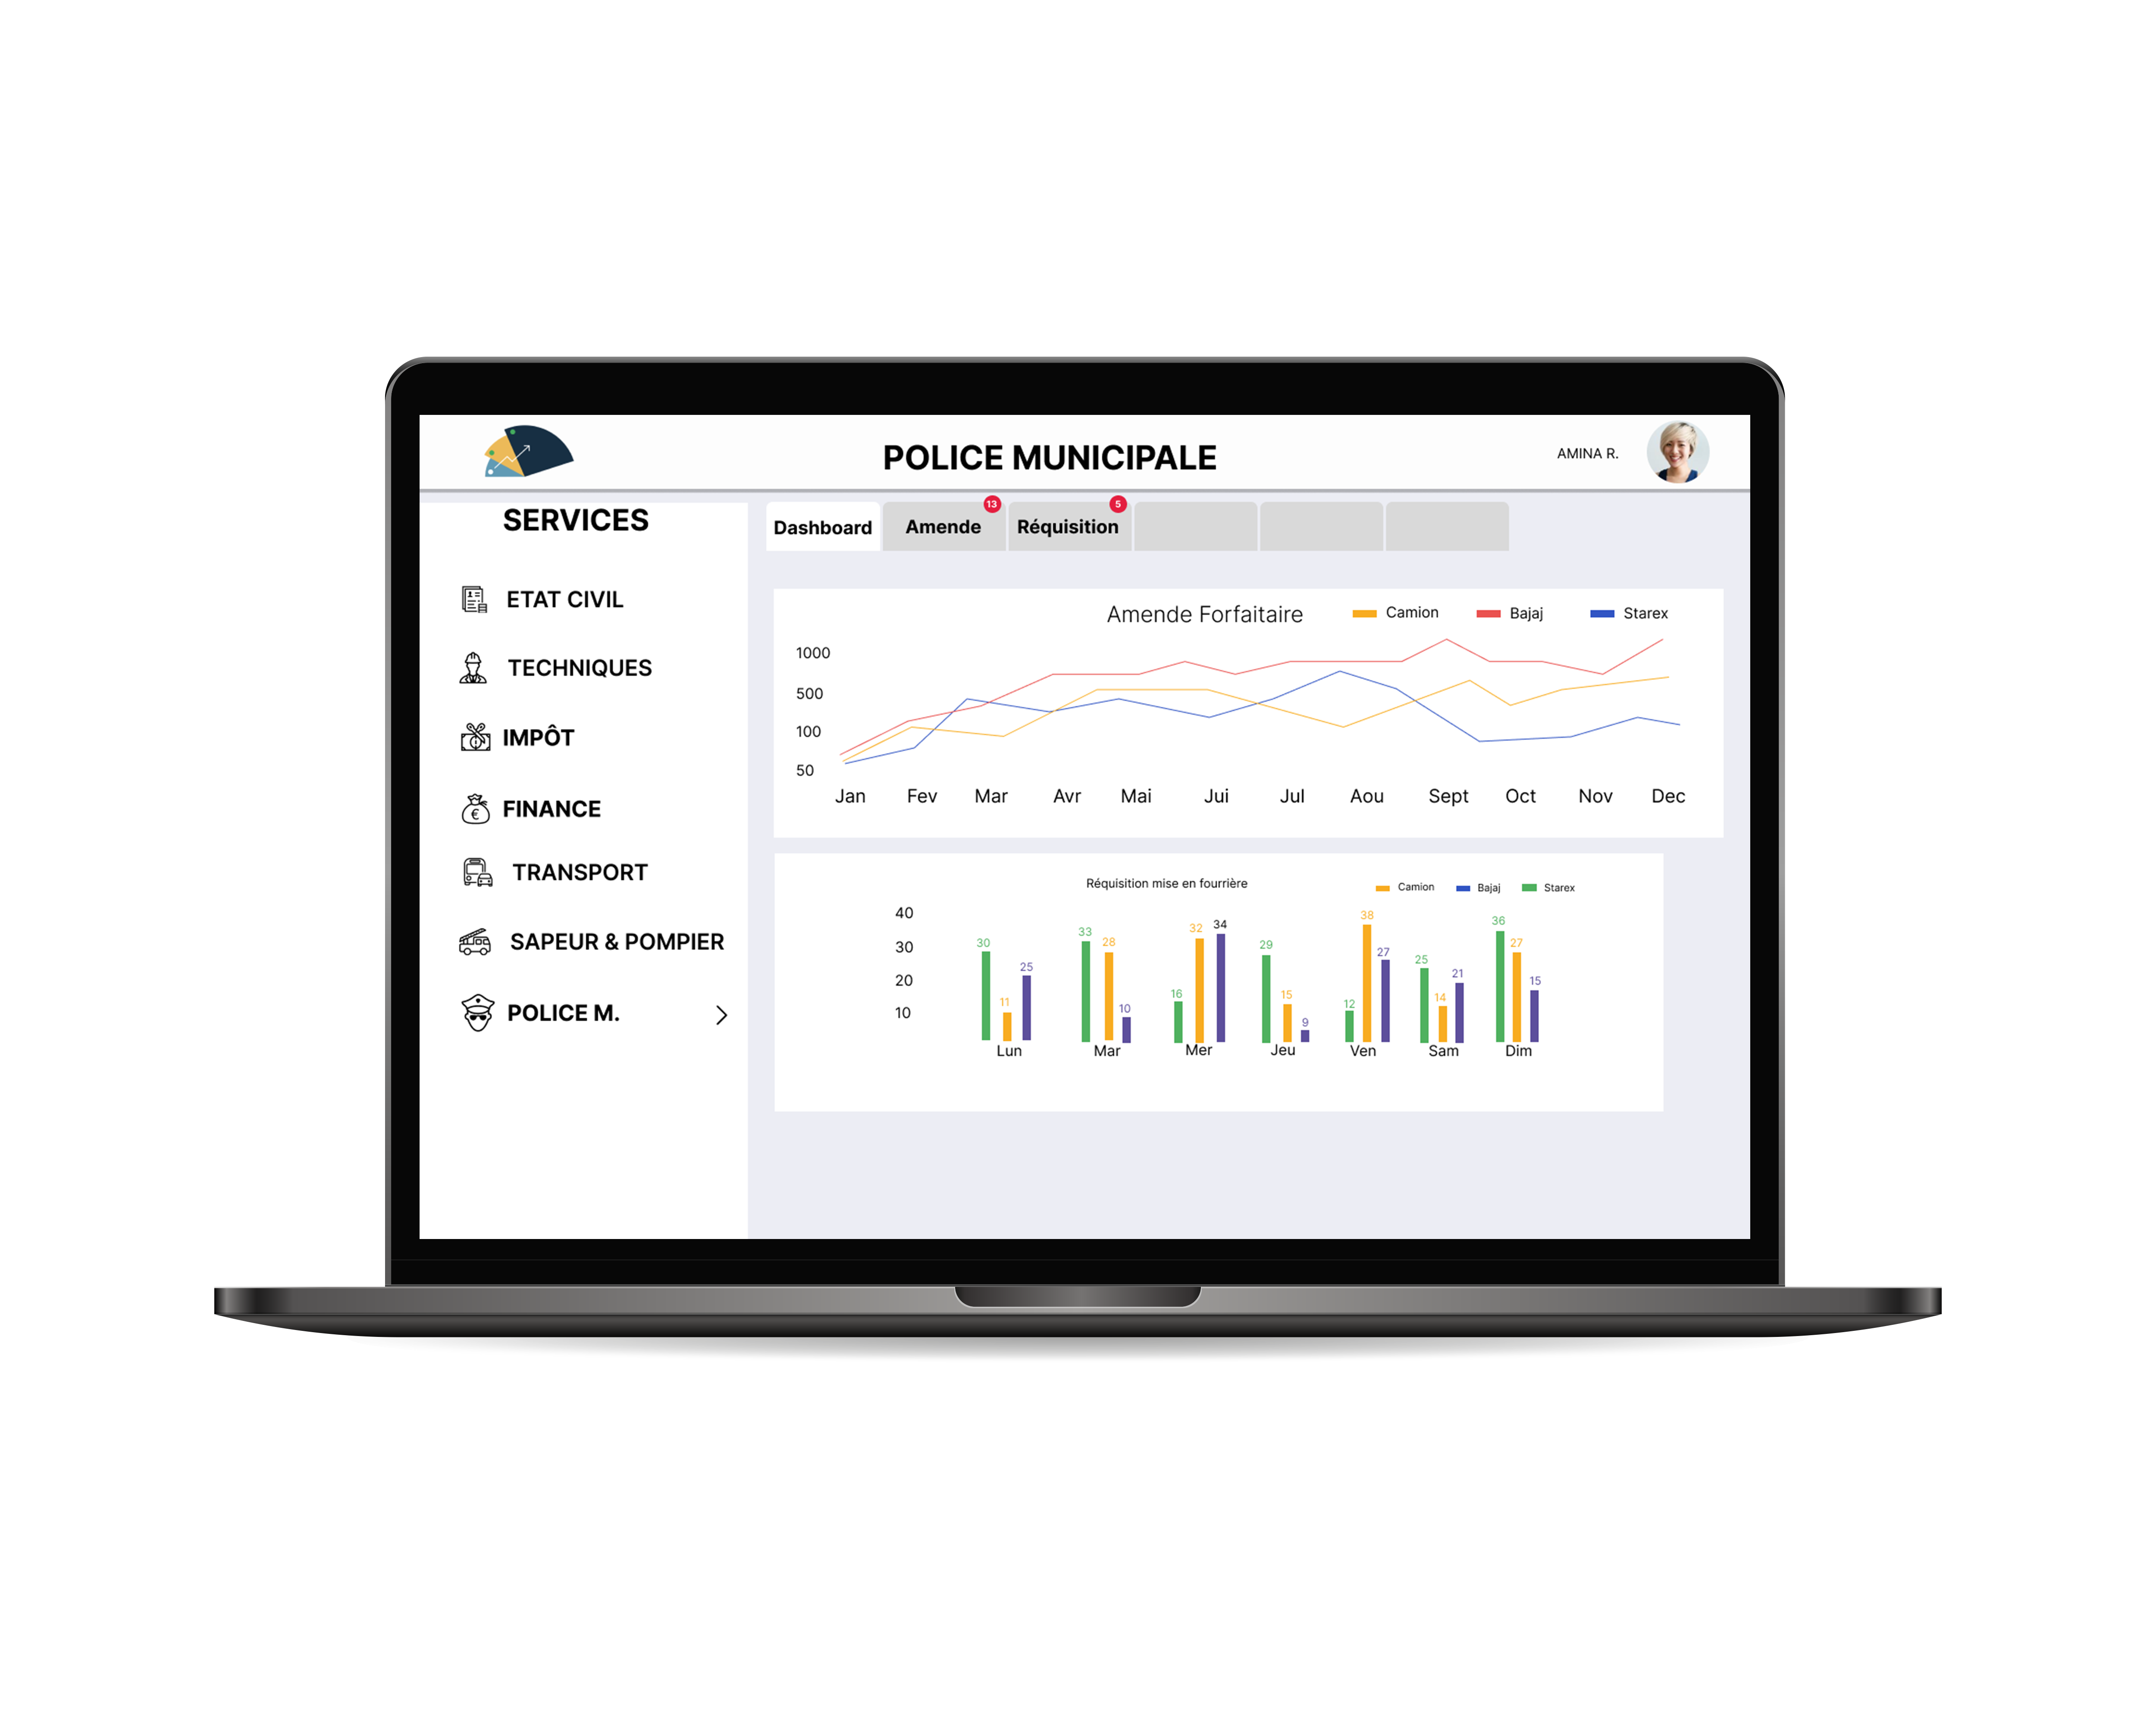 POLICE MUNICIPALE
AMINA R.
SERVICES
ETAT CIVIL
TECHNIQUES
IMPÔT
FINANCE
TRANSPORT
SAPEUR & POMPIER
POLICE M.
Dashboard
Amende
13
Réquisition
5
Amende Forfaitaire
Camion
Bajaj
Starex
1000
500
100
50
Jan Fev Mar Avr Mai Jui Jul Aou Sept Oct Nov Dec
Réquisition mise en fourrière
Camion
Bajaj
Starex
40
30
20
10
30 11 25
33 28 10
16 32 34
29 15 9
12 38 27
25 14 21
36 27 15
Lun Mar Mer Jeu Ven Sam Dim